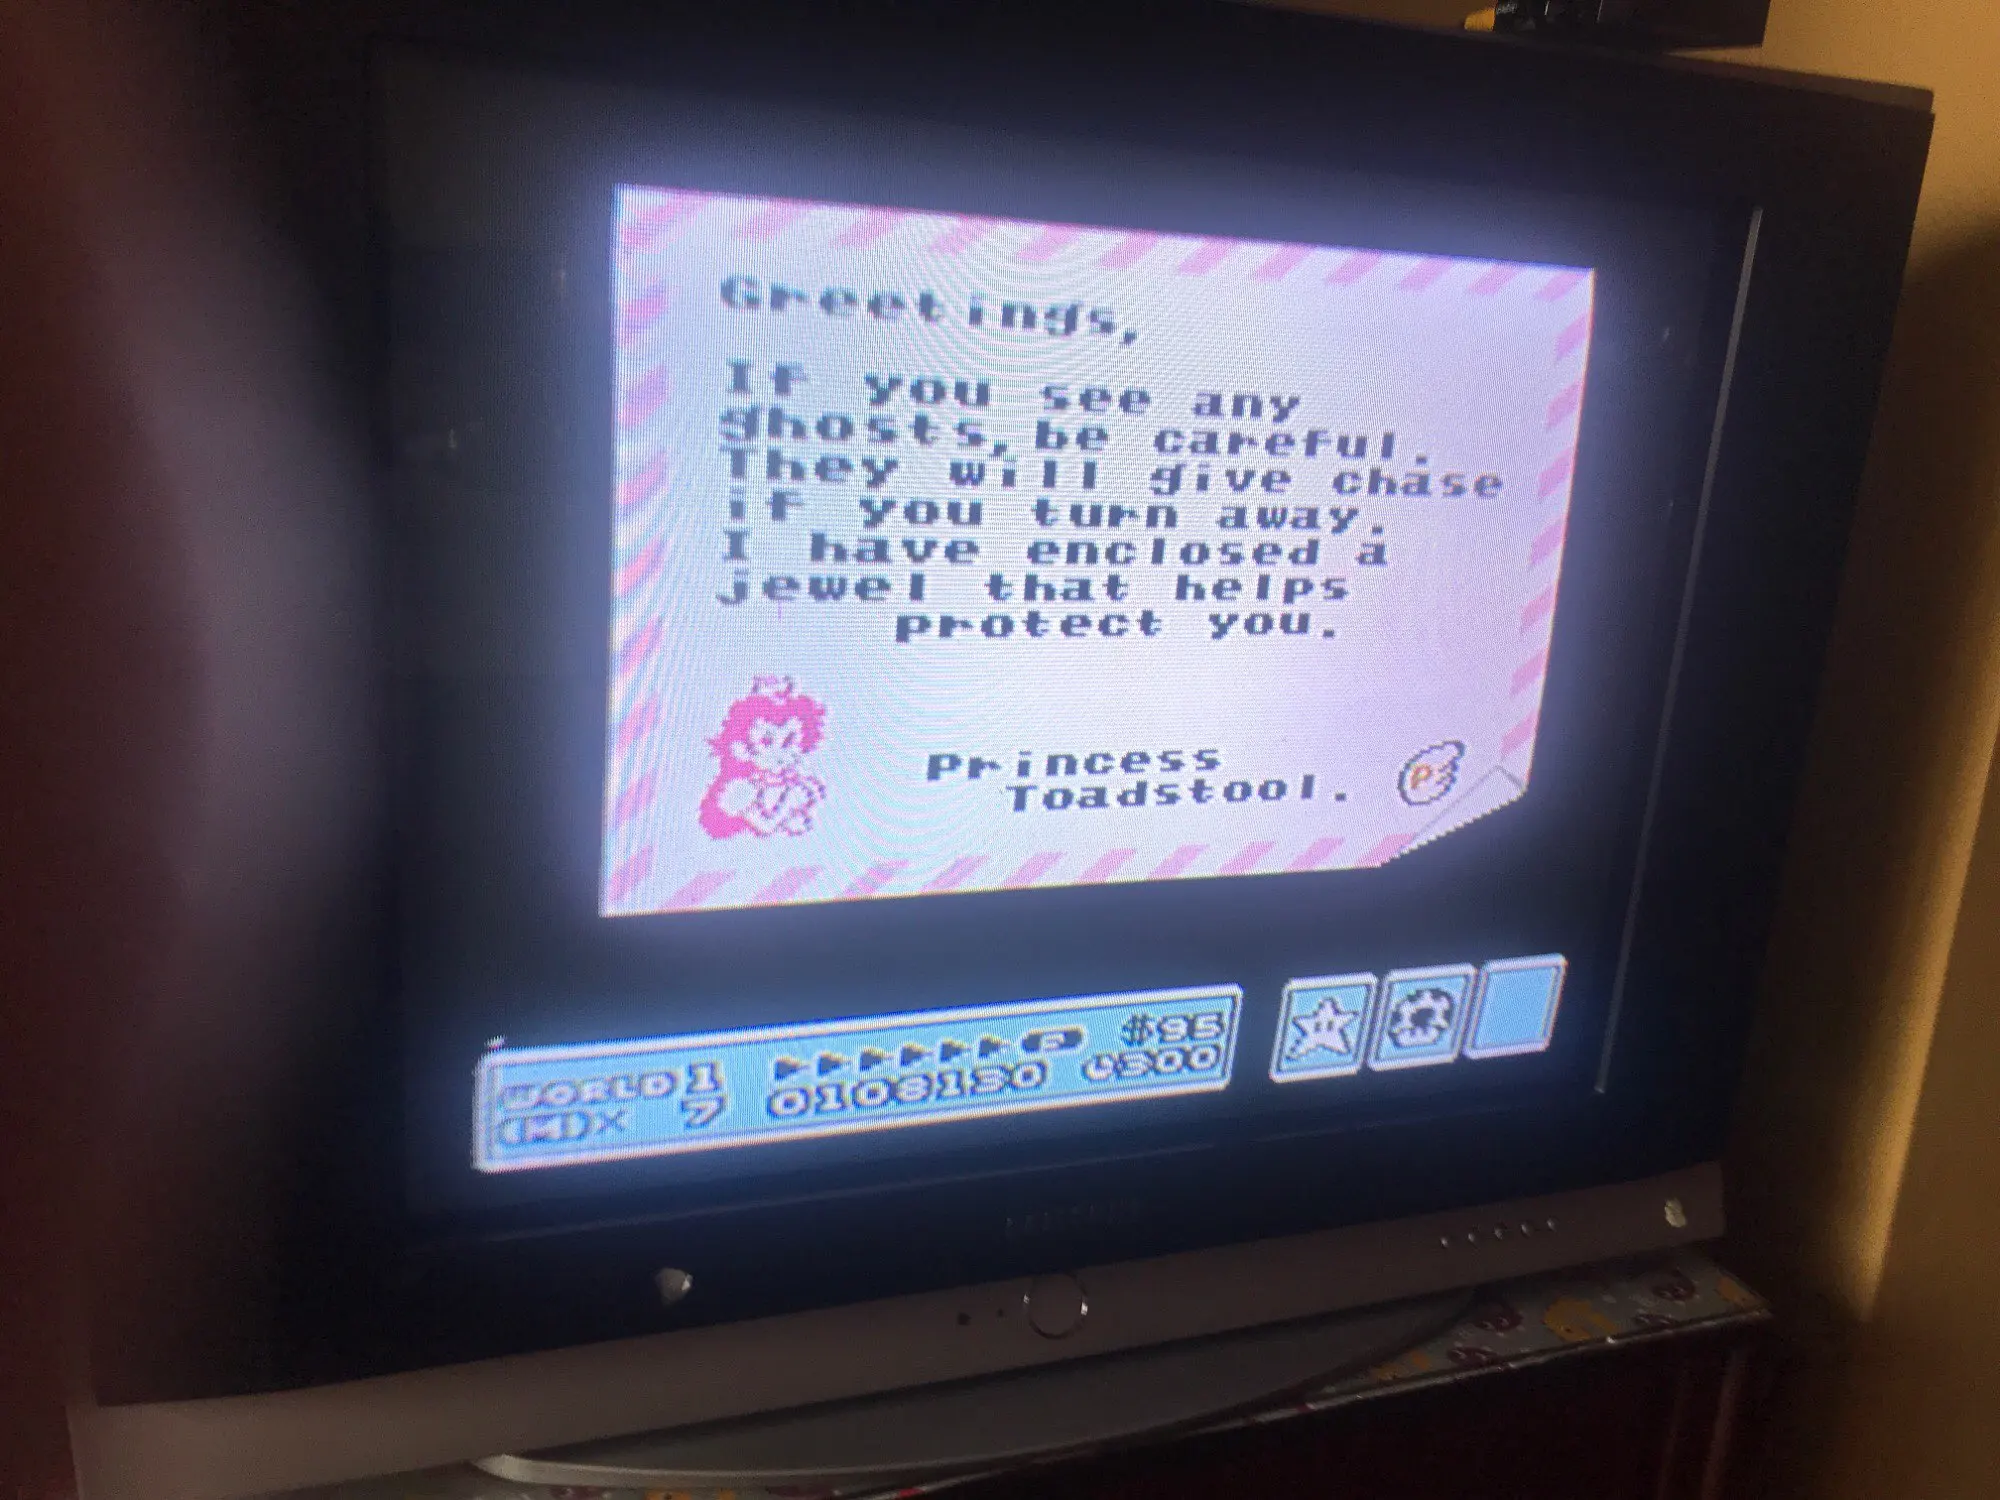 Greetings,
If you see any
ghosts, be careful.
They will give chase
if you turn away.
I have enclosed a
jewel that helps
protect you.
Princess
Toadstool.
P
WORLD 1
P
$95
X 7
0108130
300